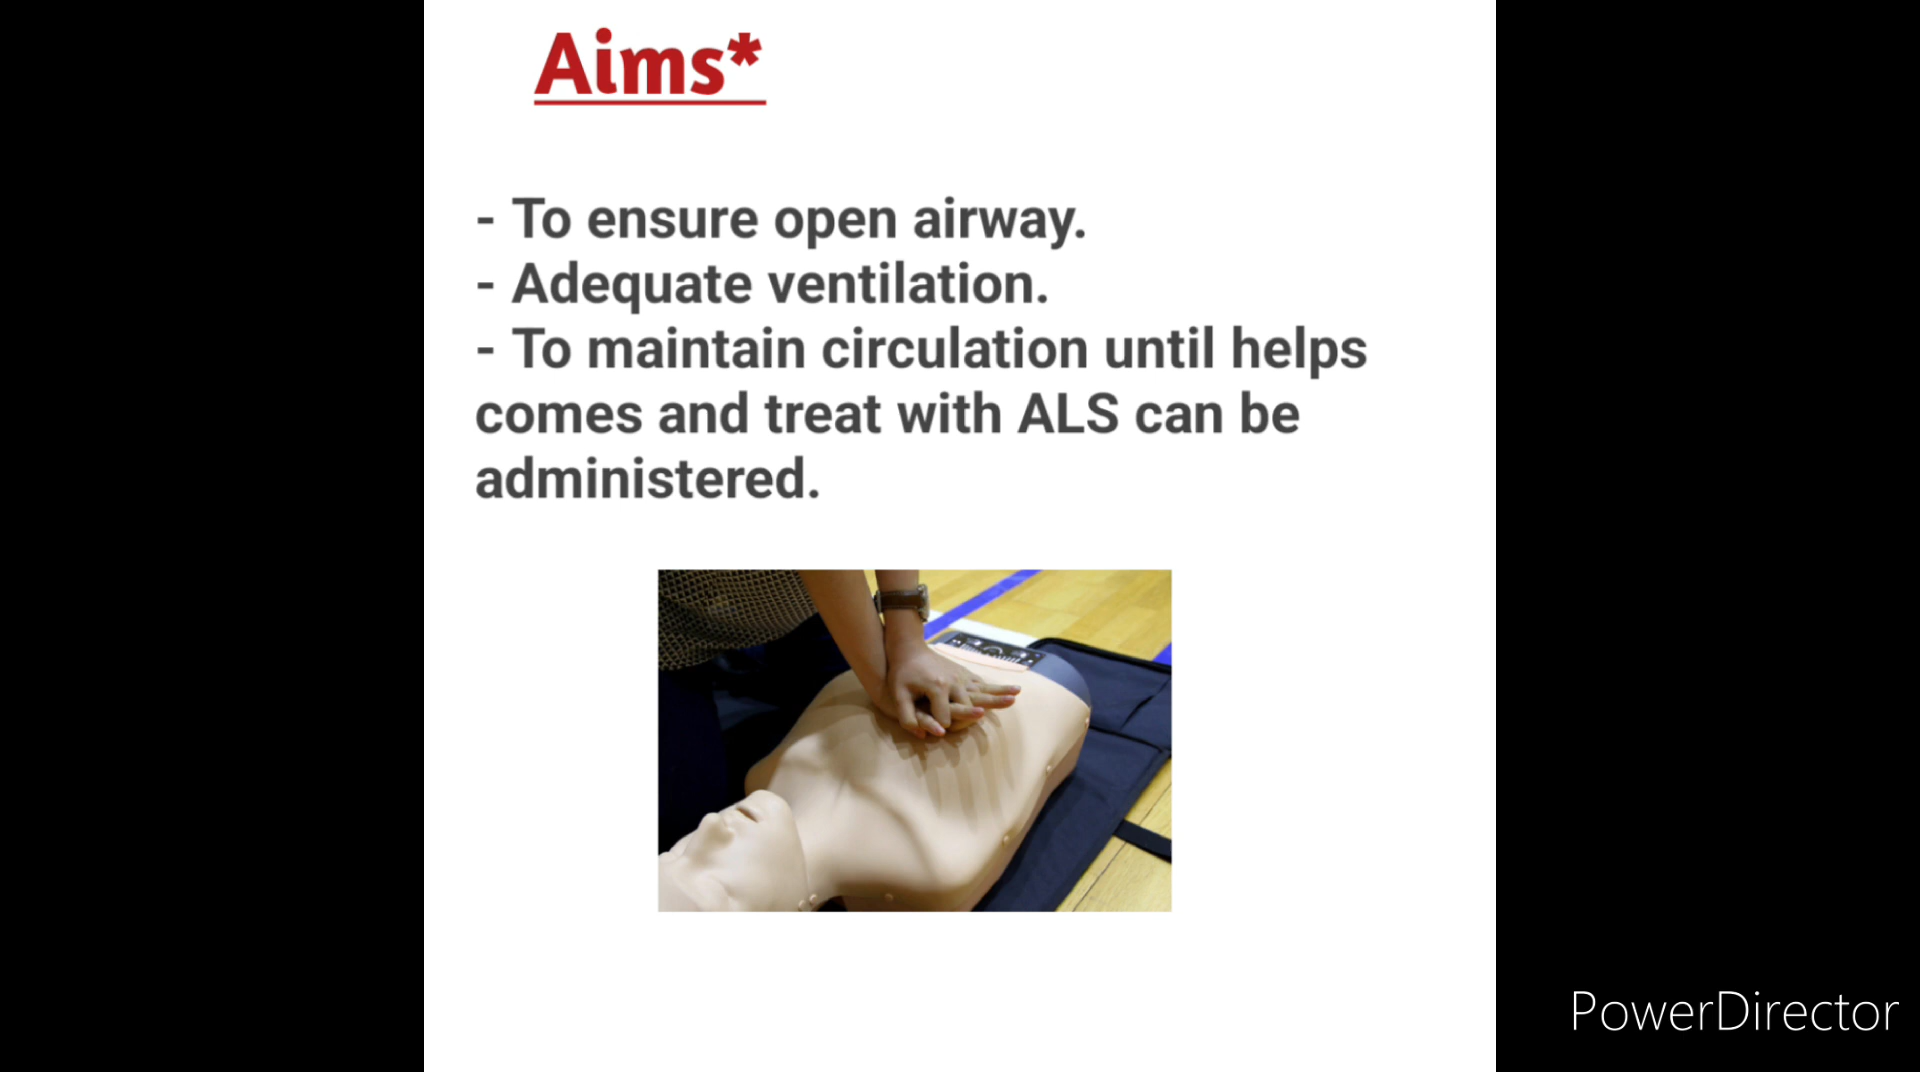 Aims*
- To ensure open airway.
- Adequate ventilation.
- To maintain circulation until helps
comes and treat with ALS can be
administered.
PowerDirector